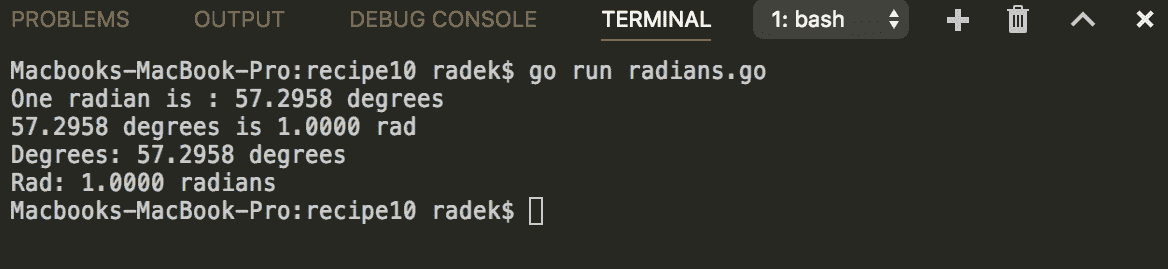 PROBLEMS OUTPUT DEBUG CONSOLE TERMINAL 1: bash
Macbooks-MacBook-Pro:recipe10 radek$ go run radians.go
One radian is : 57.2958 degrees
57.2958 degrees is 1.0000 rad
Degrees: 57.2958 degrees
Rad: 1.0000 radians
Macbooks-MacBook-Pro:recipe10 radek$